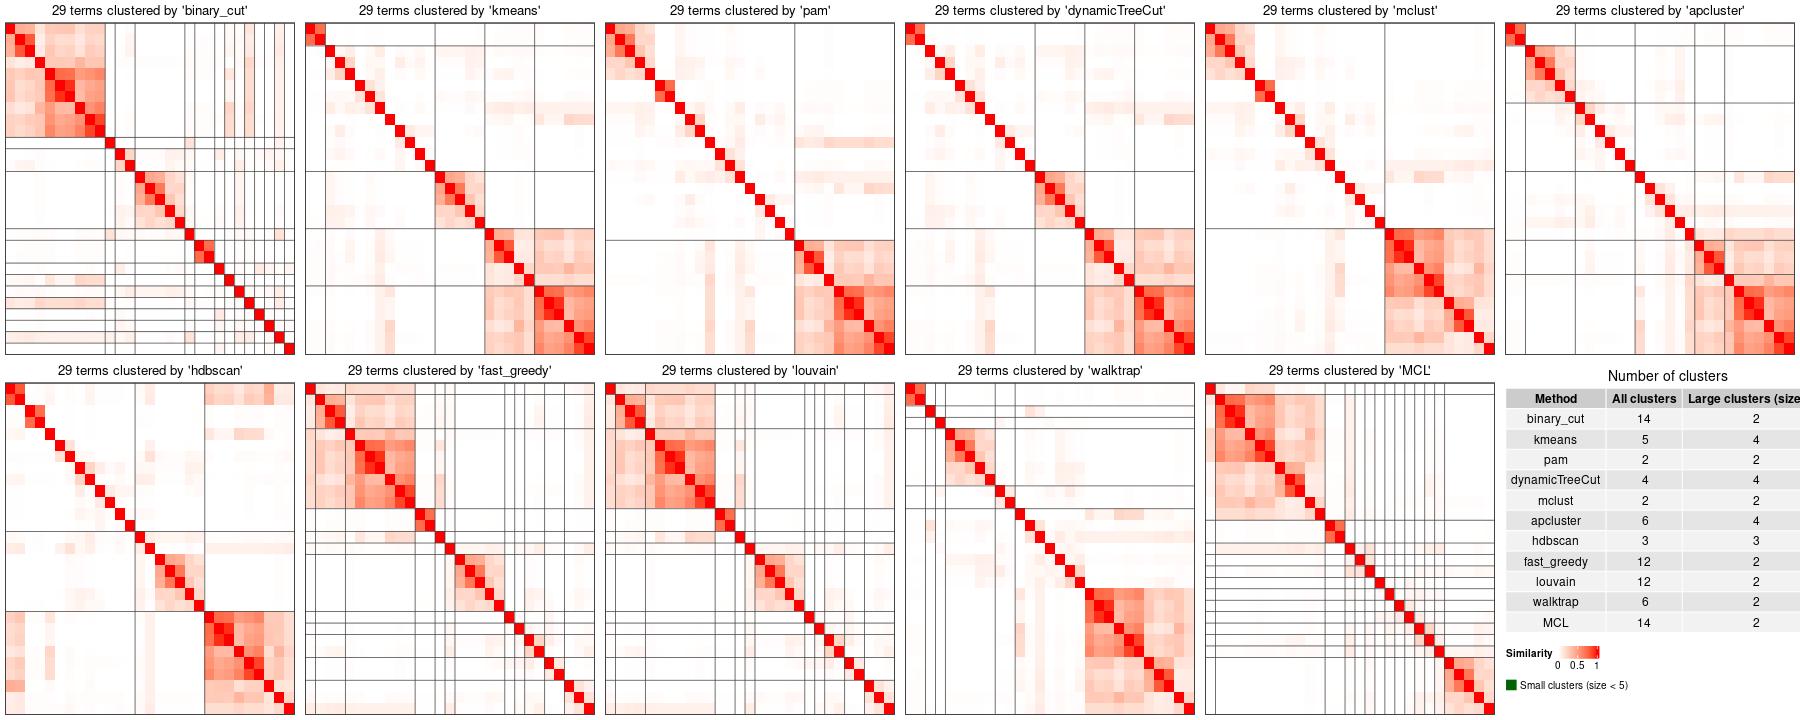 29 terms clustered by 'binary_cut'
29 terms clustered by 'kmeans'
29 terms clustered by 'pam'
29 terms clustered by 'dynamicTreeCut'
29 terms clustered by 'mclust'
29 terms clustered by 'apcluster'
29 terms clustered by 'hdbscan'
29 terms clustered by 'fast_greedy'
29 terms clustered by 'louvain'
29 terms clustered by 'walktrap'
29 terms clustered by 'MCL'
Number of clusters
Method All clusters Large clusters (size
binary_cut 14 2
kmeans 5 4
pam 2 2
dynamicTreeCut 4 4
mclust 2 2
apcluster 6 4
hdbscan 3 3
fast_greedy 12 2
louvain 12 2
walktrap 6 2
MCL 14 2
Similarity
0 0.5 1
Small clusters (size < 5)